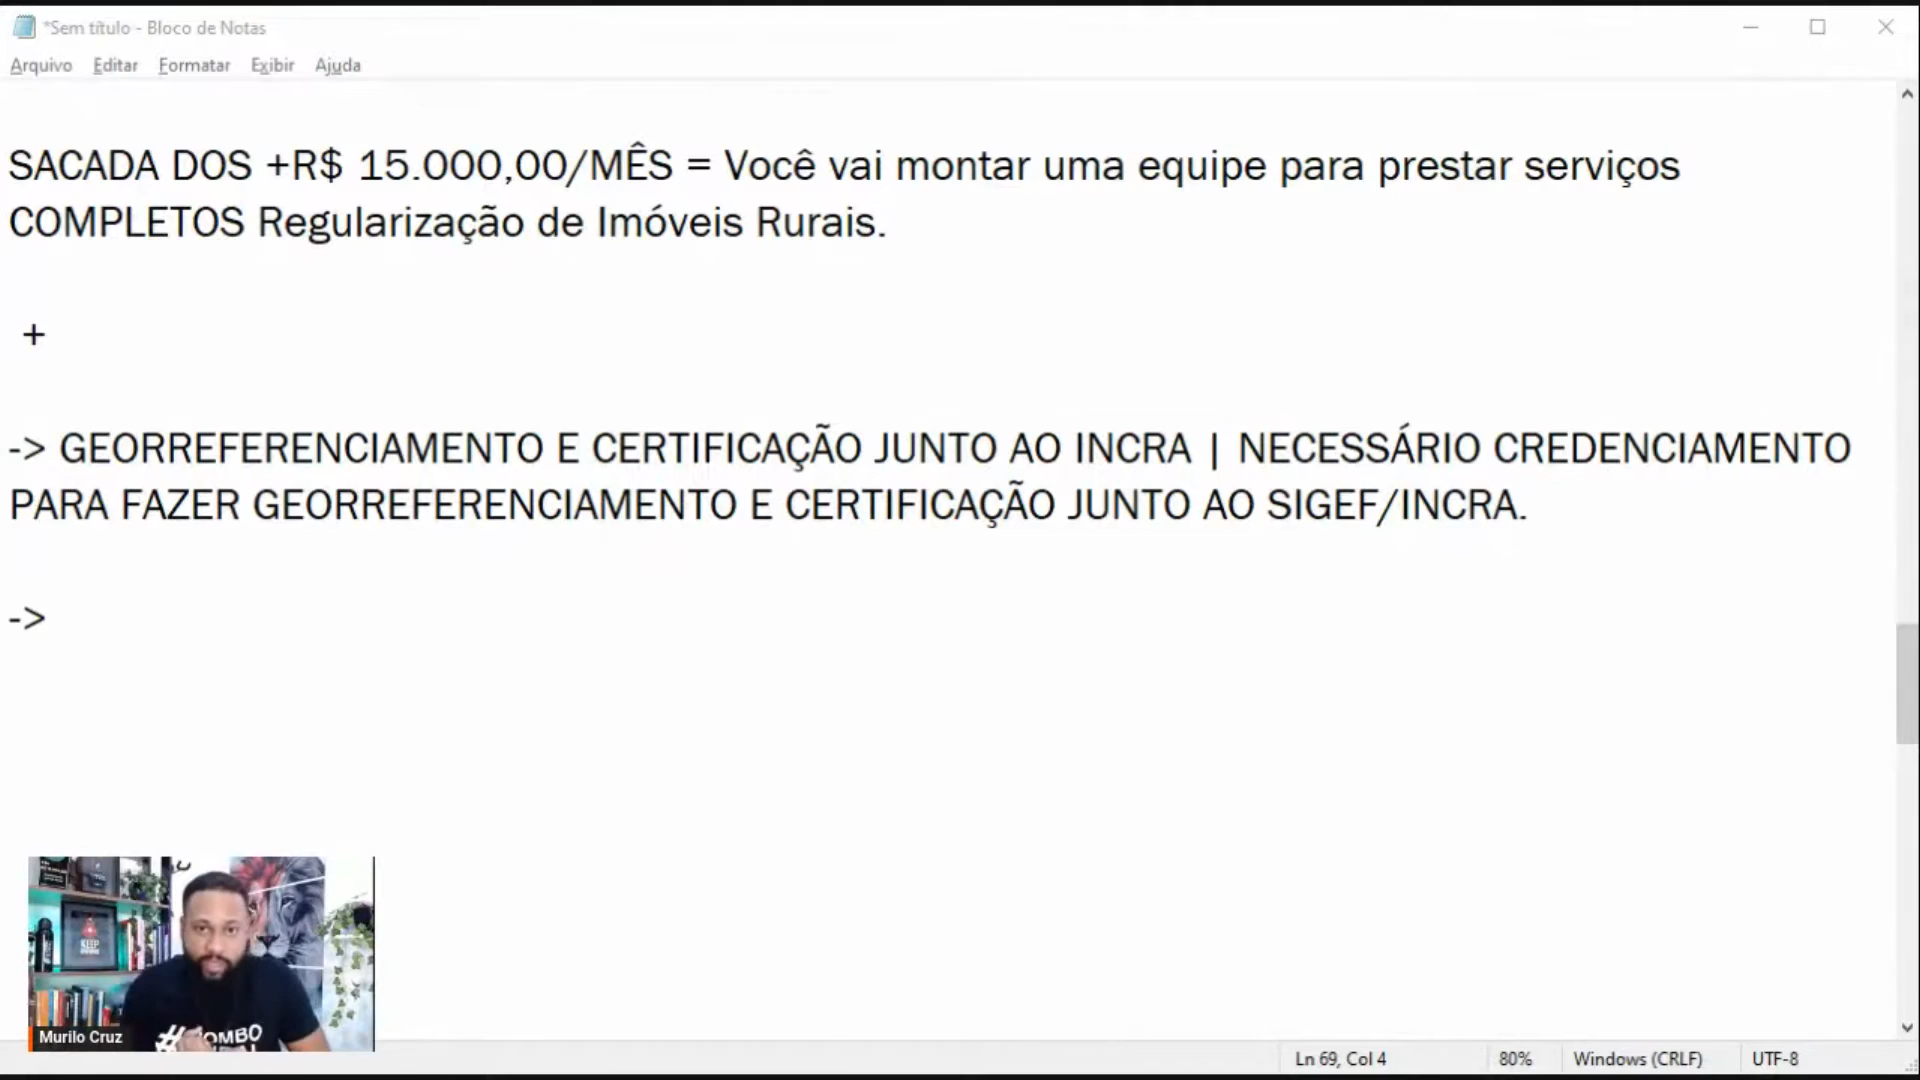 *Sem título - Bloco de Notas
Arquivo Editar Formatar Exibir Ajuda
SACADA DOS +R$ 15.000,00/MÊS = Você vai montar uma equipe para prestar serviços
COMPLETOS Regularização de Imóveis Rurais.
+
-> GEORREFERENCIAMENTO E CERTIFICAÇÃO JUNTO AO INCRA | NECESSÁRIO CREDENCIAMENTO
PARA FAZER GEORREFERENCIAMENTO E CERTIFICAÇÃO JUNTO AO SIGEF/INCRA.
->
KEEP
Murilo Cruz
Ln 69, Col 4 80% Windows (CRLF) UTF-8